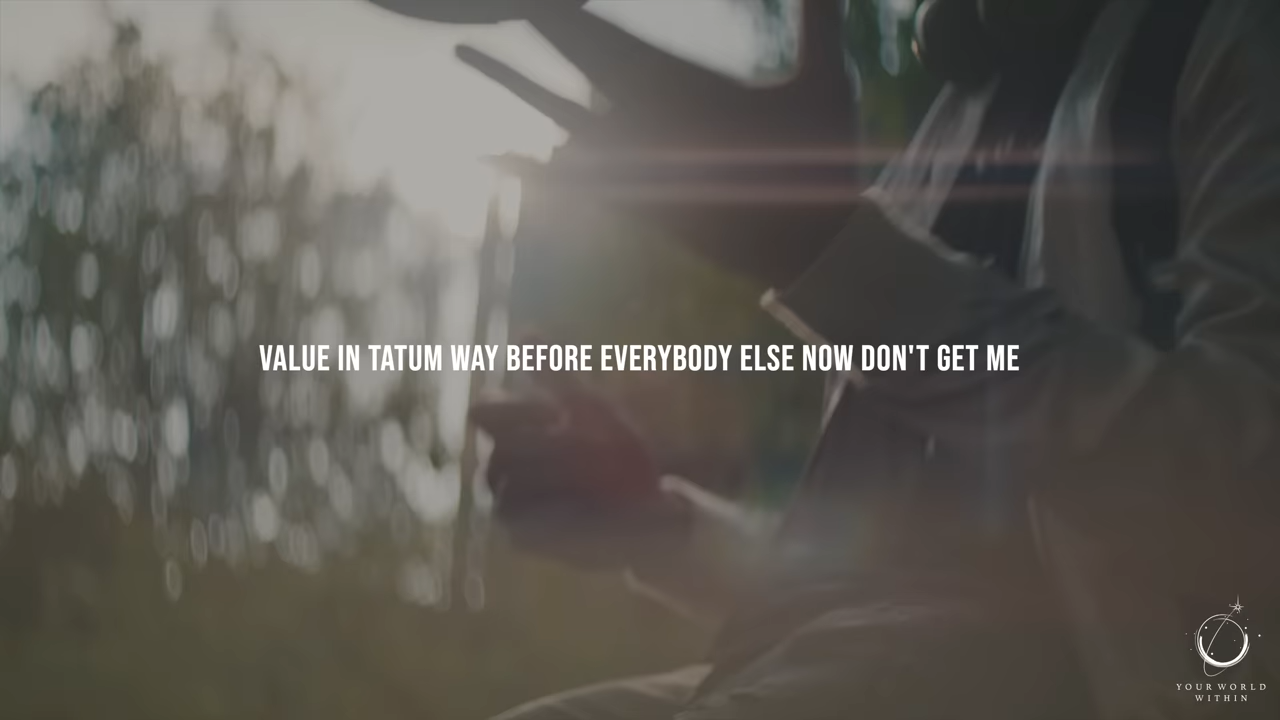 VALUE IN TATUM WAY BEFORE EVERYBODY ELSE NOW DON'T GET ME
YOUR WORLD
WITHIN